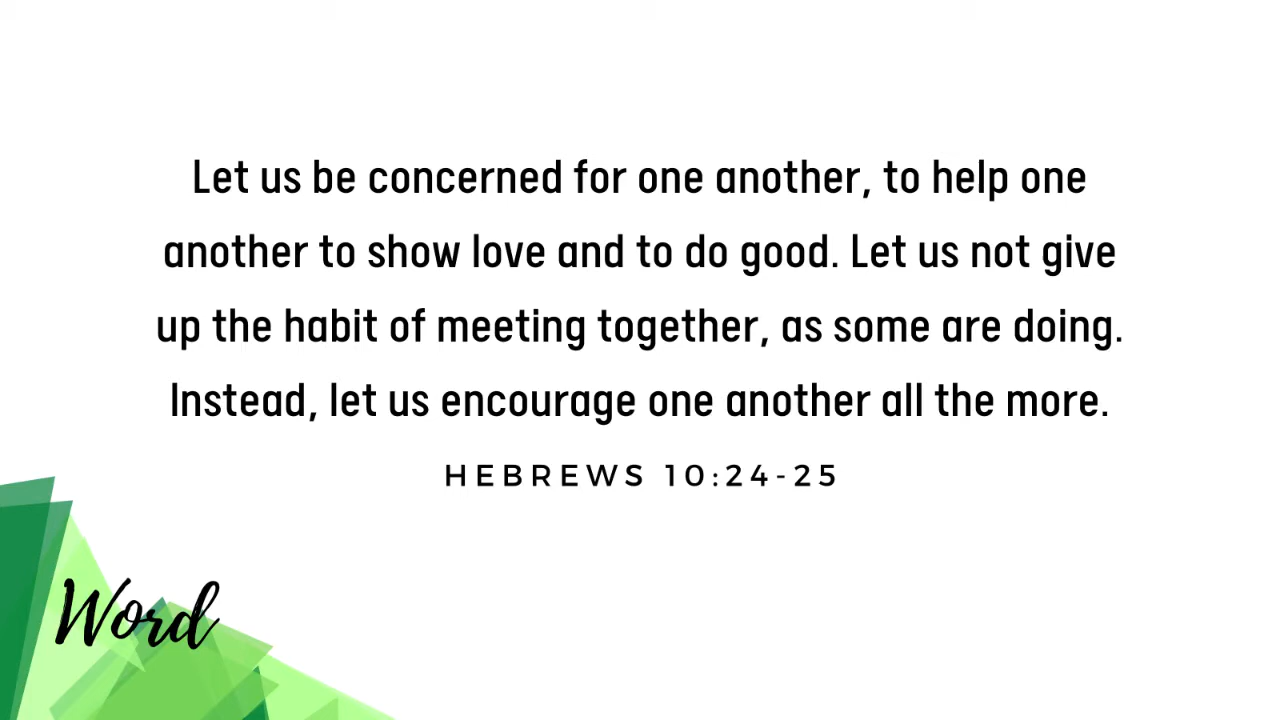 Let us be concerned for one another, to help one
another to show love and to do good. Let us not give
up the habit of meeting together, as some are doing.
Instead, let us encourage one another all the more.
HEBREWS 10:24-25
Word